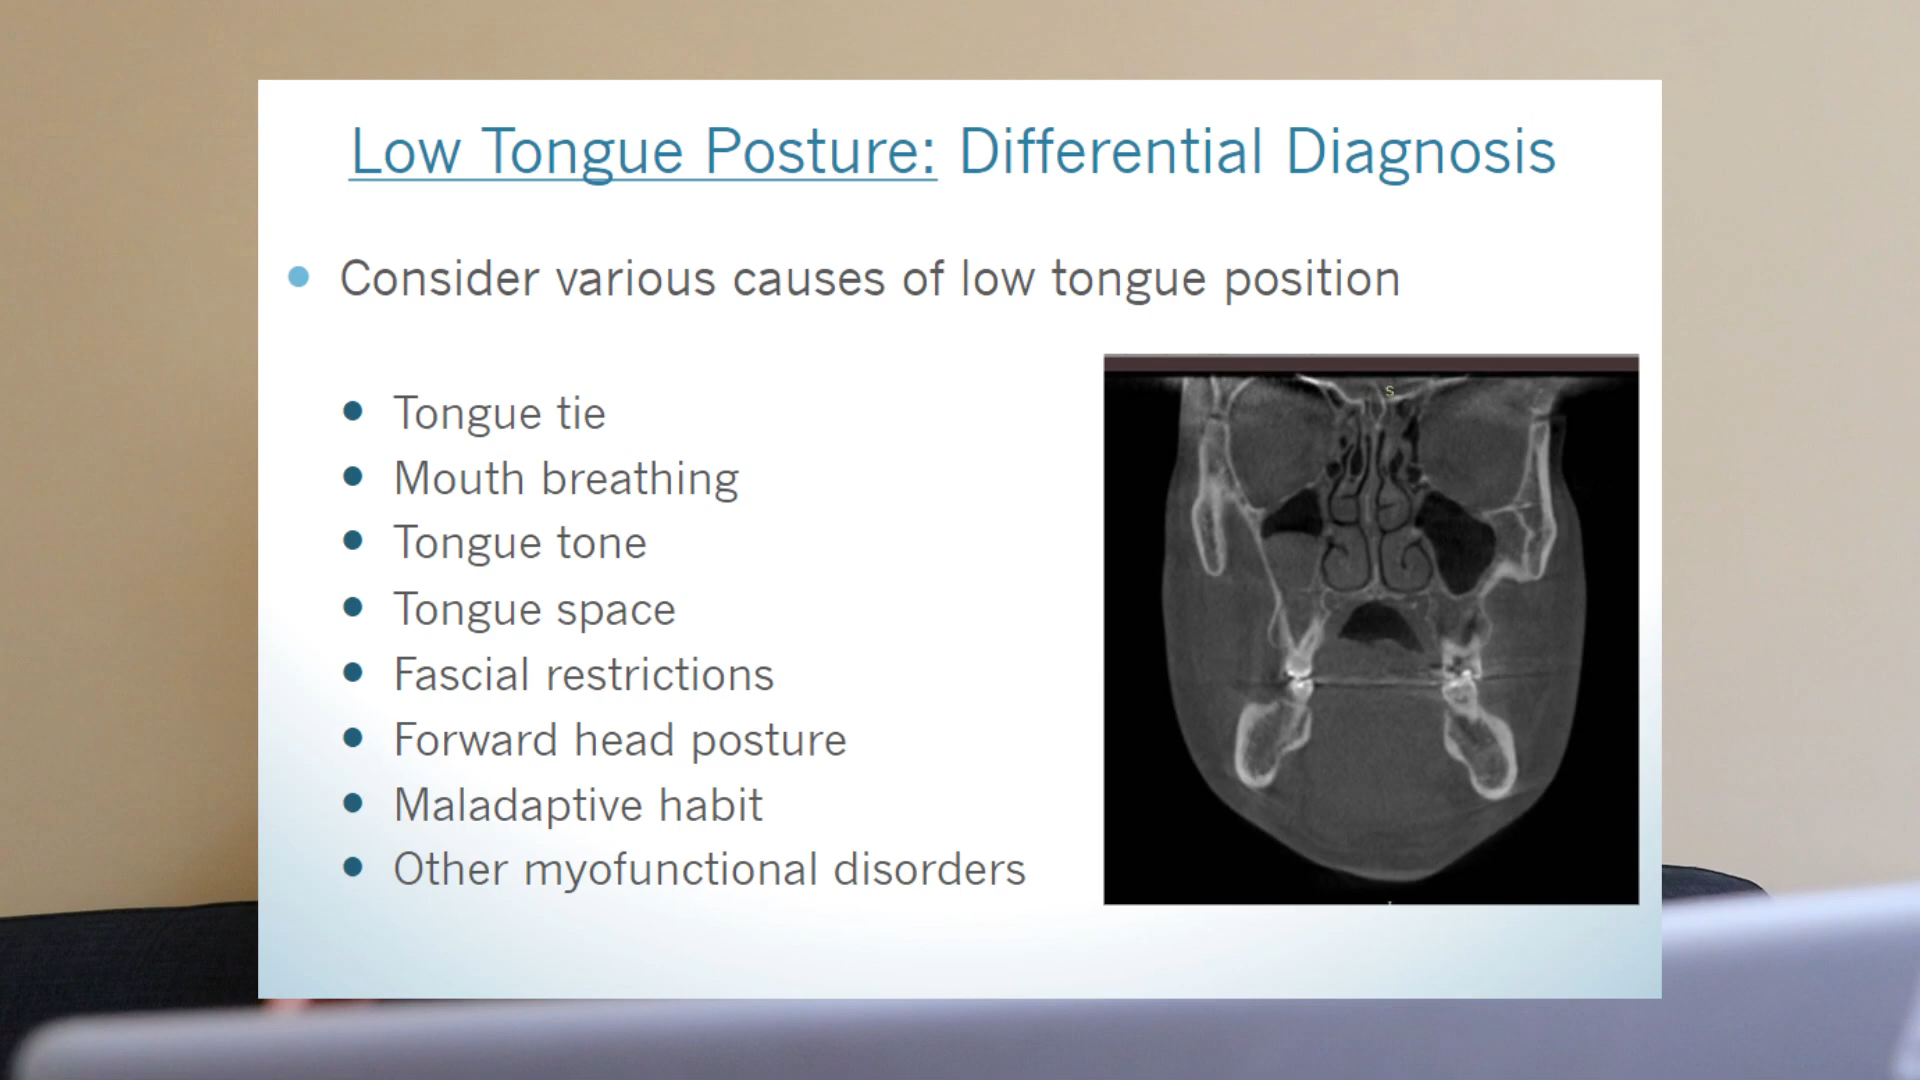 Low Tongue Posture: Differential Diagnosis
Consider various causes of low tongue position
Tongue tie
Mouth breathing
Tongue tone
Tongue space
Fascial restrictions
Forward head posture
Maladaptive habit
Other myofunctional disorders
S